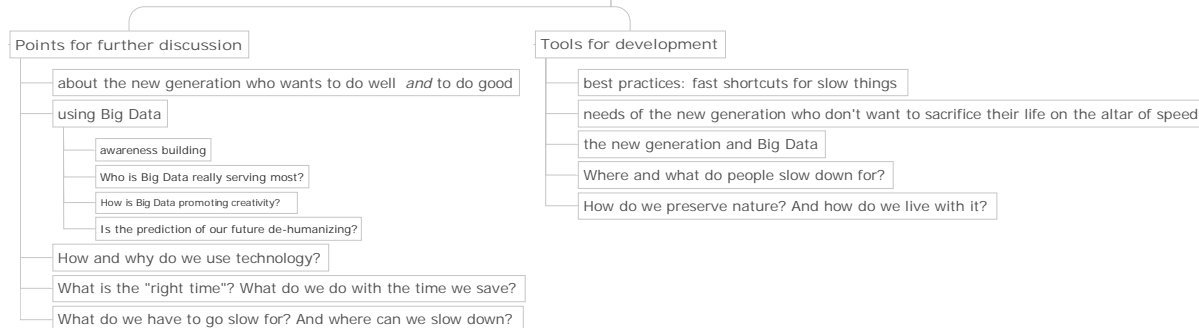 Points for further discussion
about the new generation who wants to do well and to do good
using Big Data
awareness building
Who is Big Data really serving most?
How is Big Data promoting creativity?
Is the prediction of our future de-humanizing?
How and why do we use technology?
What is the "right time"? What do we do with the time we save?
What do we have to go slow for? And where can we slow down?
Tools for development
best practices: fast shortcuts for slow things
needs of the new generation who don't want to sacrifice their life on the altar of speed
the new generation and Big Data
Where and what do people slow down for?
How do we preserve nature? And how do we live with it?